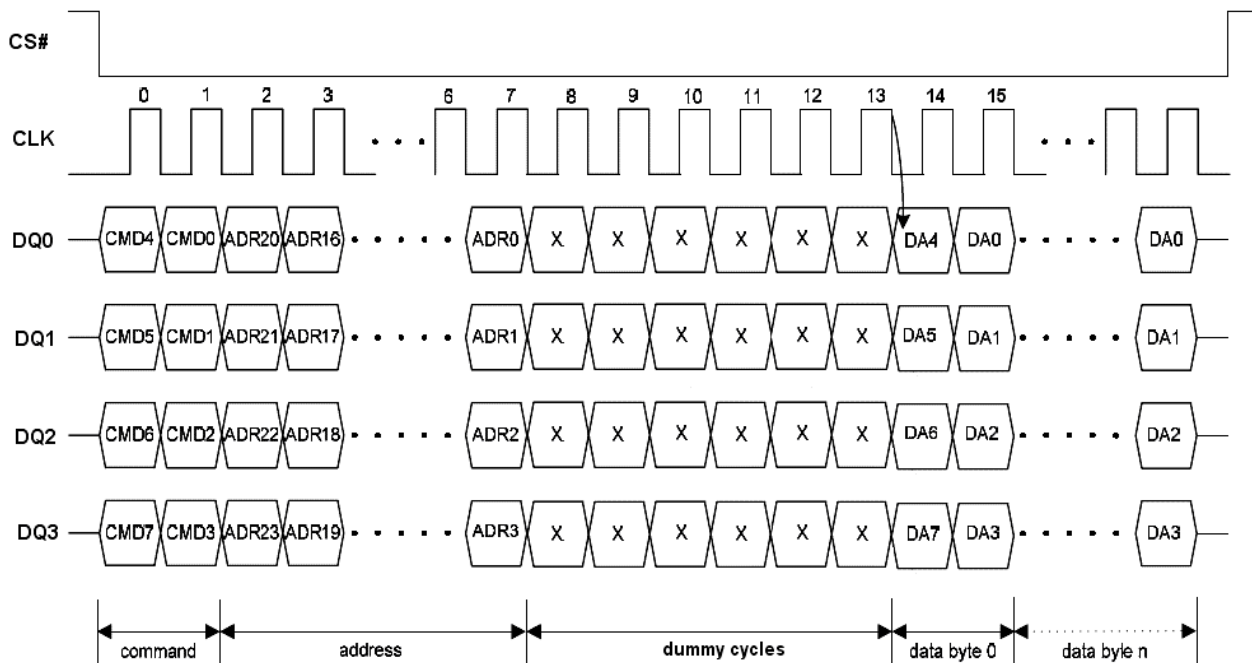 CS#
0 1 2 3 6 7 8 9 10 11 12 13 14 15
CLK
DQ0 CMD4 CMD0 ADR20 ADR16 ADR0 X X X X X X DA4 DA0 DA0
DQ1 CMD5 CMD1 ADR21 ADR17 ADR1 X X X X X X DA5 DA1 DA1
DQ2 CMD6 CMD2 ADR22 ADR18 ADR2 X X X X X X DA6 DA2 DA2
DQ3 CMD7 CMD3 ADR23 ADR19 ADR3 X X X X X X DA7 DA3 DA3
command address dummy cycles data byte 0 data byte n